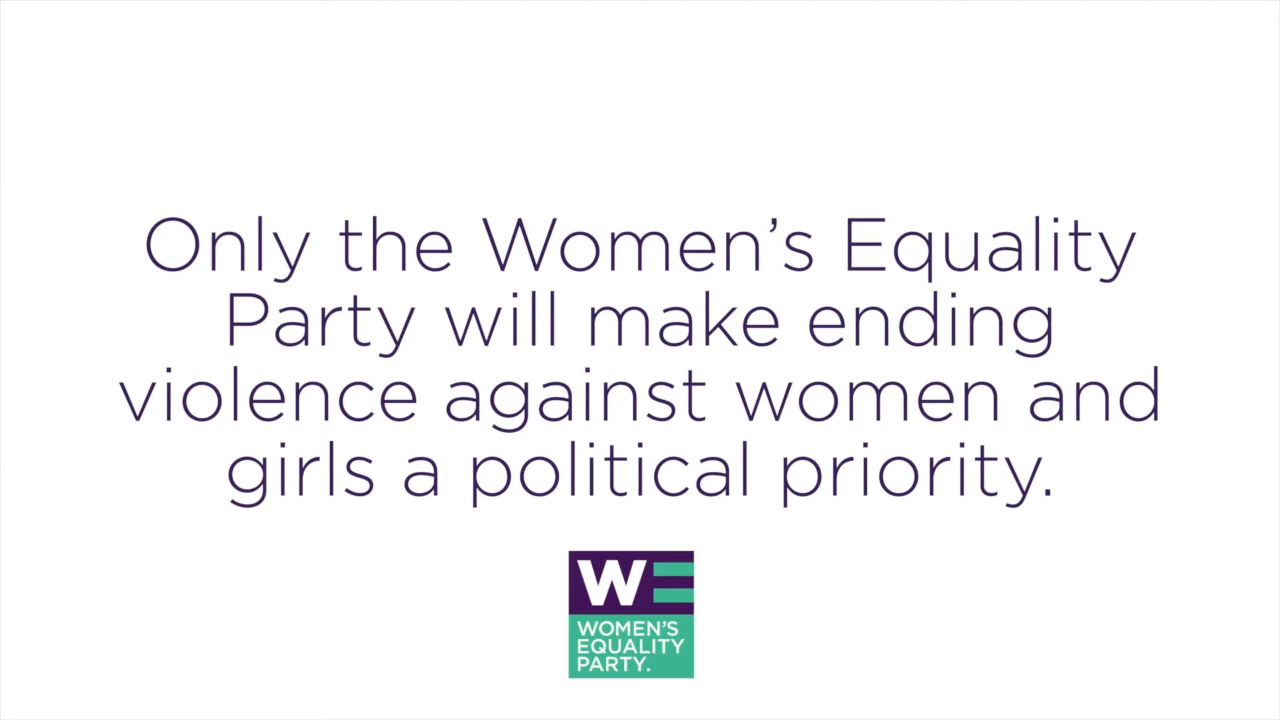 Only the Women’s Equality
Party will make ending
violence against women and
girls a political priority.
WE
WOMEN’S
EQUALITY
PARTY.